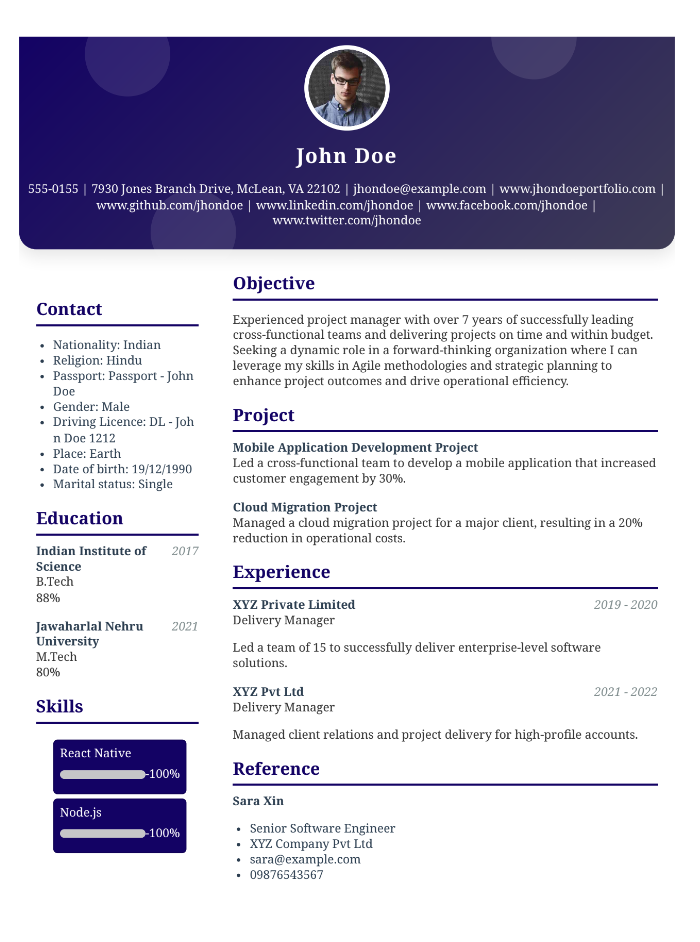 John Doe
555-0155 | 7930 Jones Branch Drive, McLean, VA 22102 | jhondoe@example.com | www.jhondoeportfolio.com |
www.github.com/jhondoe | www.linkedin.com/jhondoe | www.facebook.com/jhondoe |
www.twitter.com/jhondoe
Contact
• Nationality: Indian
• Religion: Hindu
• Passport: Passport - John
Doe
• Gender: Male
• Driving Licence: DL - Joh
n Doe 1212
• Place: Earth
• Date of birth: 19/12/1990
• Marital status: Single
Education
Indian Institute of 2017
Science
B.Tech
88%
Jawaharlal Nehru 2021
University
M.Tech
80%
Skills
React Native
-100%
Node.js
-100%
Objective
Experienced project manager with over 7 years of successfully leading
cross-functional teams and delivering projects on time and within budget.
Seeking a dynamic role in a forward-thinking organization where I can
leverage my skills in Agile methodologies and strategic planning to
enhance project outcomes and drive operational efficiency.
Project
Mobile Application Development Project
Led a cross-functional team to develop a mobile application that increased
customer engagement by 30%.
Cloud Migration Project
Managed a cloud migration project for a major client, resulting in a 20%
reduction in operational costs.
Experience
XYZ Private Limited 2019 - 2020
Delivery Manager
Led a team of 15 to successfully deliver enterprise-level software
solutions.
XYZ Pvt Ltd 2021 - 2022
Delivery Manager
Managed client relations and project delivery for high-profile accounts.
Reference
Sara Xin
• Senior Software Engineer
• XYZ Company Pvt Ltd
• sara@example.com
• 09876543567